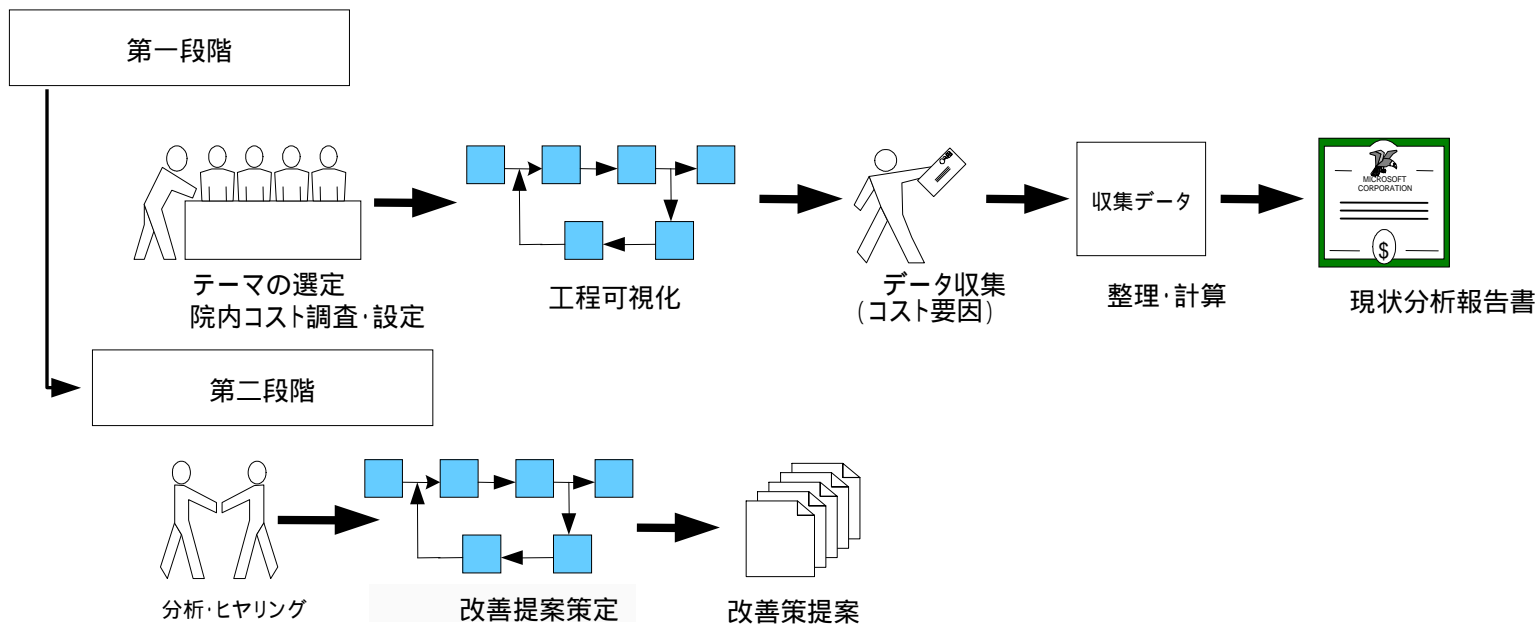 第一段階
テーマの選定
院内コスト調査･設定
工程可視化
データ収集
(コスト要因)
収集データ
整理･計算
MICROSOFT
CORPORATION
$
現状分析報告書
第二段階
分析･ヒヤリング
改善提案策定
改善策提案